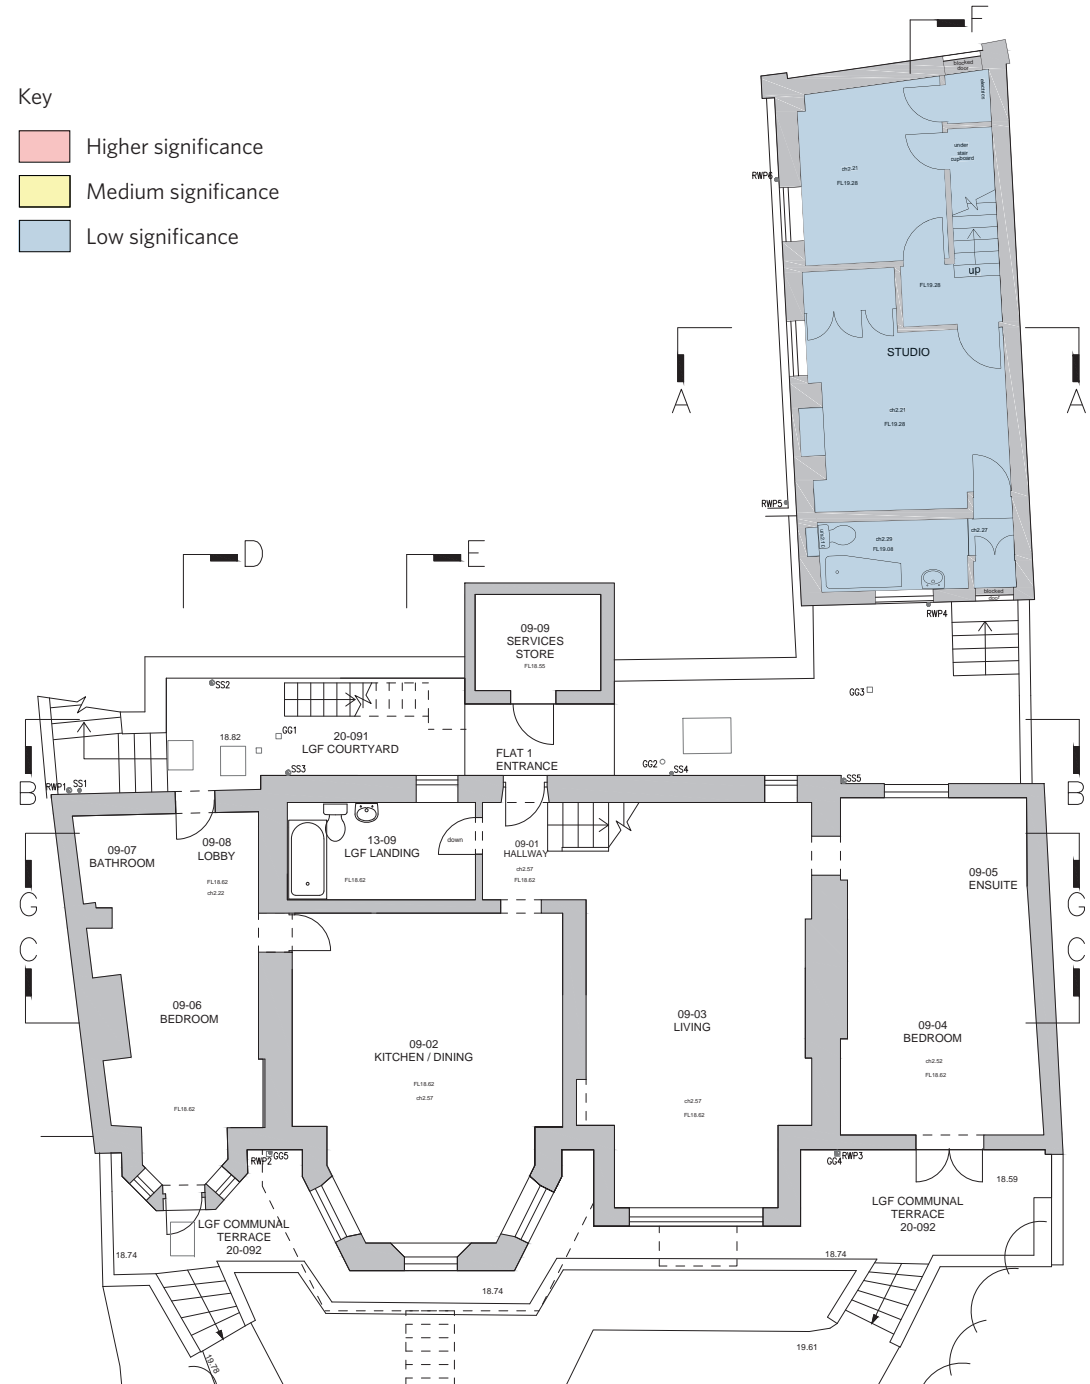 F
Key
Higher significance
Medium significance
Low significance
blocked
door
electrics
under
stair
cupboard
ch2.21
FL19.28
RWP6
up
FL19.28
STUDIO
A
A
ch2.21
FL19.28
RWP5
ch2.27
ch2.29
FL19.08
blocked
door
RWP4
D
E
09-09
SERVICES
STORE
FL18.55
SS2
GG3
18.82
GG1
20-091
LGF COURTYARD
FLAT 1
ENTRANCE
GG2
SS4
SS3
SS5
RWP1
SS1
B
B
09-07
BATHROOM
09-08
LOBBY
FL18.62
ch2.22
13-09
LGF LANDING
FL18.62
down
09-01
HALLWAY
ch2.57
FL18.62
09-05
ENSUITE
G
G
C
C
09-06
BEDROOM
FL18.62
09-02
KITCHEN / DINING
FL18.62
ch2.57
09-03
LIVING
ch2.57
FL18.62
09-04
BEDROOM
ch2.52
FL18.62
RWP2
GG5
GG4
RWP3
18.59
LGF COMMUNAL
TERRACE
20-092
LGF COMMUNAL
TERRACE
20-092
18.74
18.74
18.74
19.78
19.61